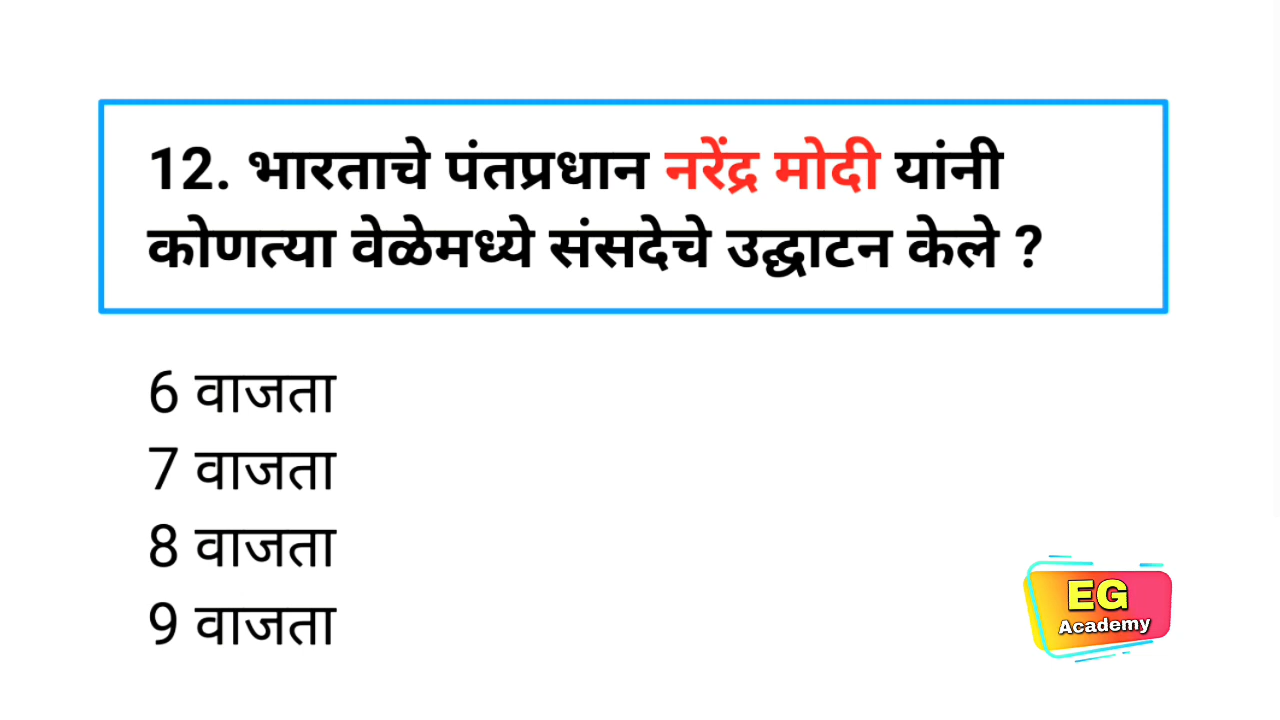 12. भारताचे पंतप्रधान नरेंद्र मोदी यांनी
कोणत्या वेळेमध्ये संसदेचे उद्घाटन केले ?
6 वाजता
7 वाजता
8 वाजता
9 वाजता
EG
Academy